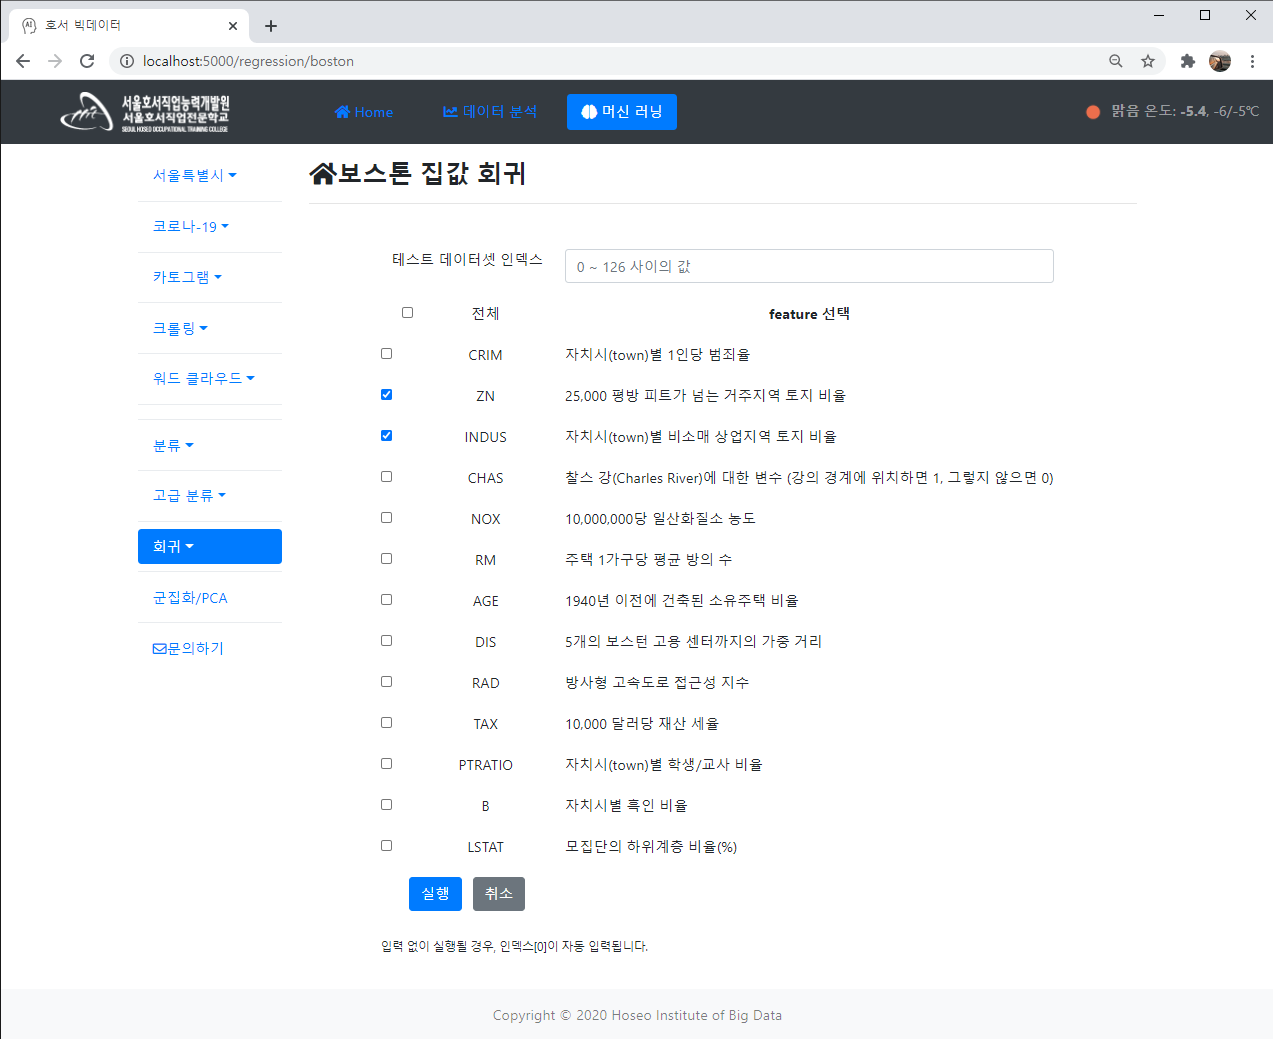 호서 빅데이터
localhost:5000/regression/boston
서울호서직업능력개발원
서울호서직업전문학교
SEOUL HOSEO OCCUPATIONAL TRAINING COLLEGE
Home 데이터 분석 머신 러닝 맑음 온도: -5.4, -6/-5℃
서울특별시
코로나-19
카토그램
크롤링
워드 클라우드
분류
고급 분류
회귀
군집화/PCA
문의하기
보스톤 집값 회귀
테스트 데이터셋 인덱스 0 ~ 126 사이의 값
전체 feature 선택
CRIM 자치시(town)별 1인당 범죄율
ZN 25,000 평방 피트가 넘는 거주지역 토지 비율
INDUS 자치시(town)별 비소매 상업지역 토지 비율
CHAS 찰스 강(Charles River)에 대한 변수 (강의 경계에 위치하면 1, 그렇지 않으면 0)
NOX 10,000,000당 일산화질소 농도
RM 주택 1가구당 평균 방의 수
AGE 1940년 이전에 건축된 소유주택 비율
DIS 5개의 보스턴 고용 센터까지의 가중 거리
RAD 방사형 고속도로 접근성 지수
TAX 10,000 달러당 재산 세율
PTRATIO 자치시(town)별 학생/교사 비율
B 자치시별 흑인 비율
LSTAT 모집단의 하위계층 비율(%)
실행 취소
입력 없이 실행될 경우, 인덱스[0]이 자동 입력됩니다.
Copyright © 2020 Hoseo Institute of Big Data